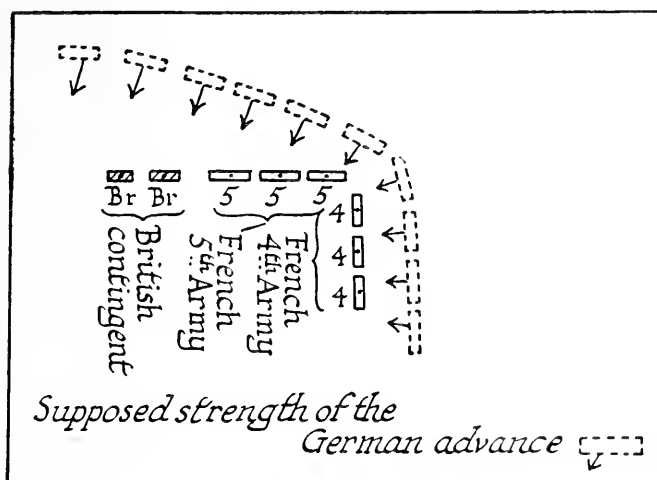 Br Br
5 5 5
4
4
4
British
contingent
French
5th Army
French
4th Army
Supposed strength of the
German advance